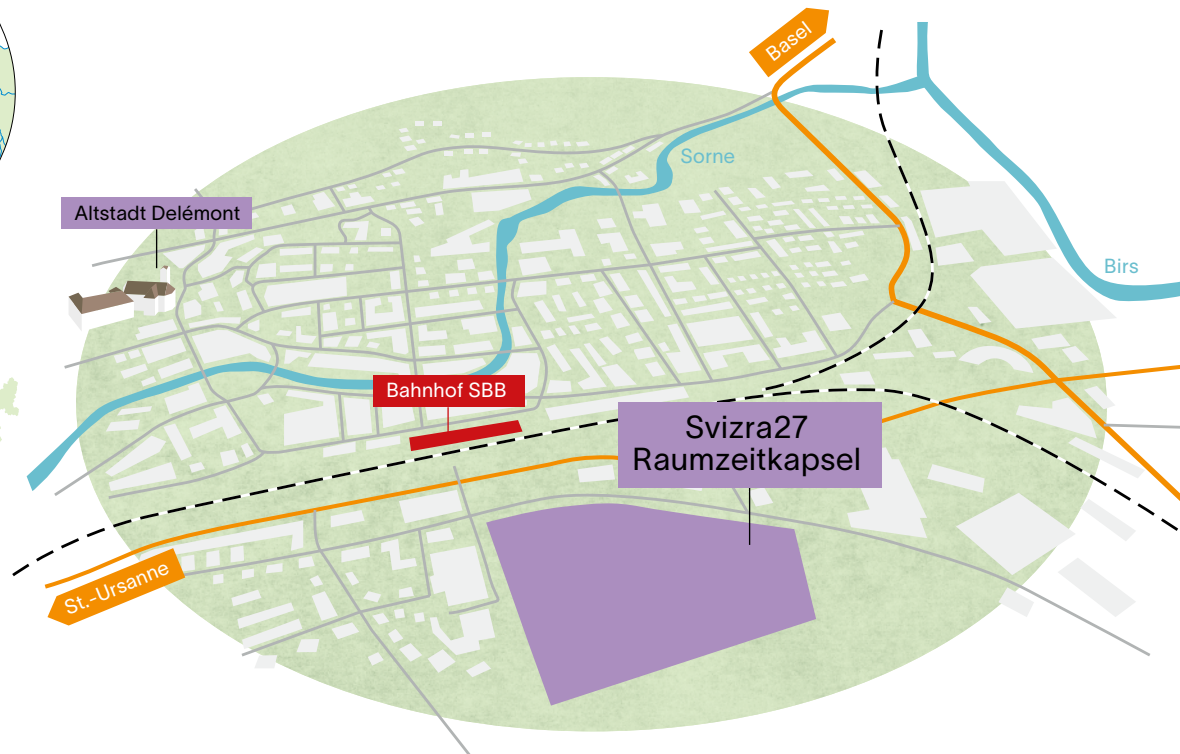 Basel
Sorne
Altstadt Delémont
Birs
Bahnhof SBB
Svizra27
Raumzeitkapsel
St.-Ursanne